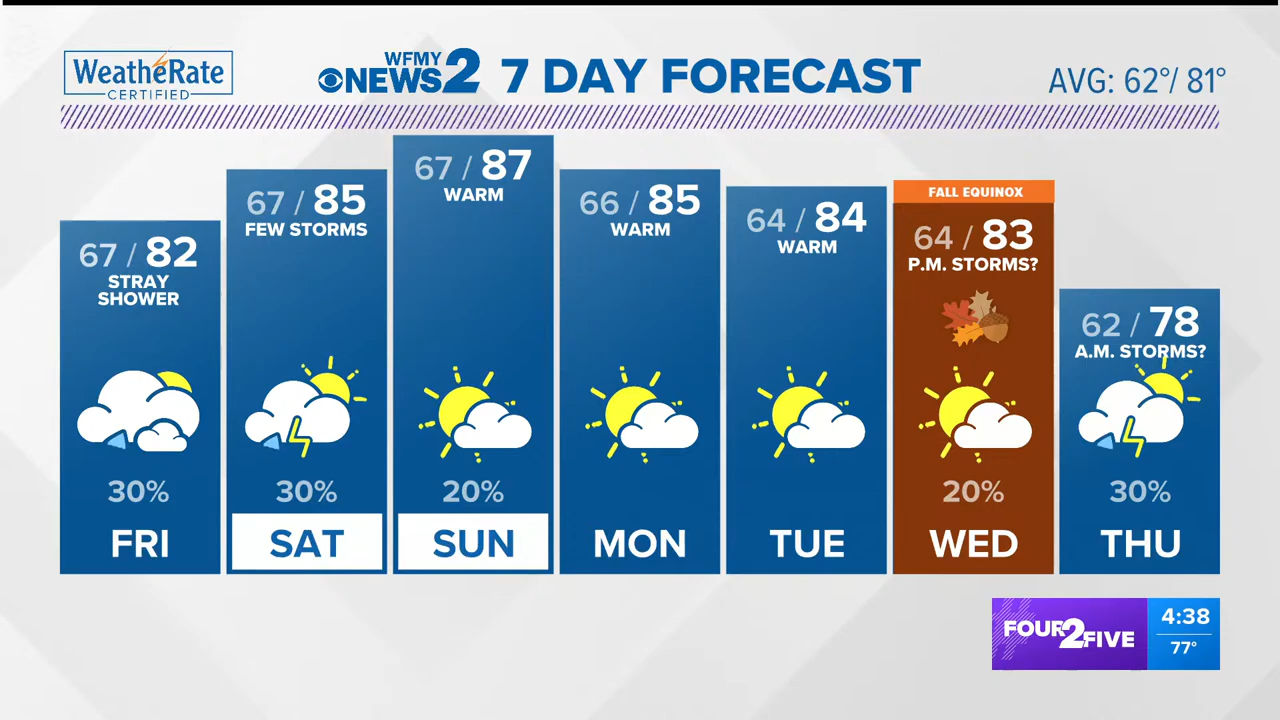 WeatheRate
CERTIFIED
WFMY
NEWS 2
7 DAY FORECAST
AVG: 62°/ 81°
67 / 82
STRAY
SHOWER
30%
FRI
67 / 85
FEW STORMS
30%
SAT
67 / 87
WARM
20%
SUN
66 / 85
WARM
MON
64 / 84
WARM
TUE
FALL EQUINOX
64 / 83
P.M. STORMS?
20%
WED
62 / 78
A.M. STORMS?
30%
THU
FOUR2FIVE
4:38
77°